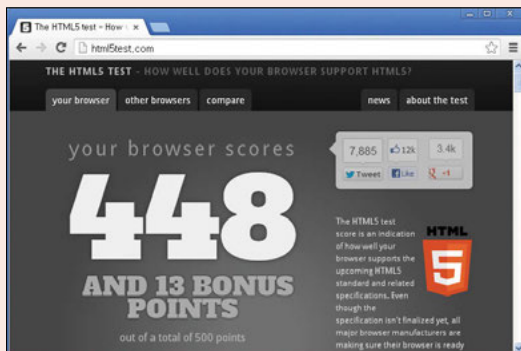 The HTML5 test - How
html5test.com
THE HTML5 TEST - HOW WELL DOES YOUR BROWSER SUPPORT HTML5?
your browser other browsers compare news about the test
your browser scores
448
AND 13 BONUS
POINTS
out of a total of 500 points
7,885 12k 3.4k
Tweet Like +1
The HTML5 test
score is an indication
of how well your
browser supports the
upcoming HTML5
standard and related
specifications. Even
though the
specification isn't finalized yet, all
major browser manufacturers are
making sure their browser is ready
HTML
5